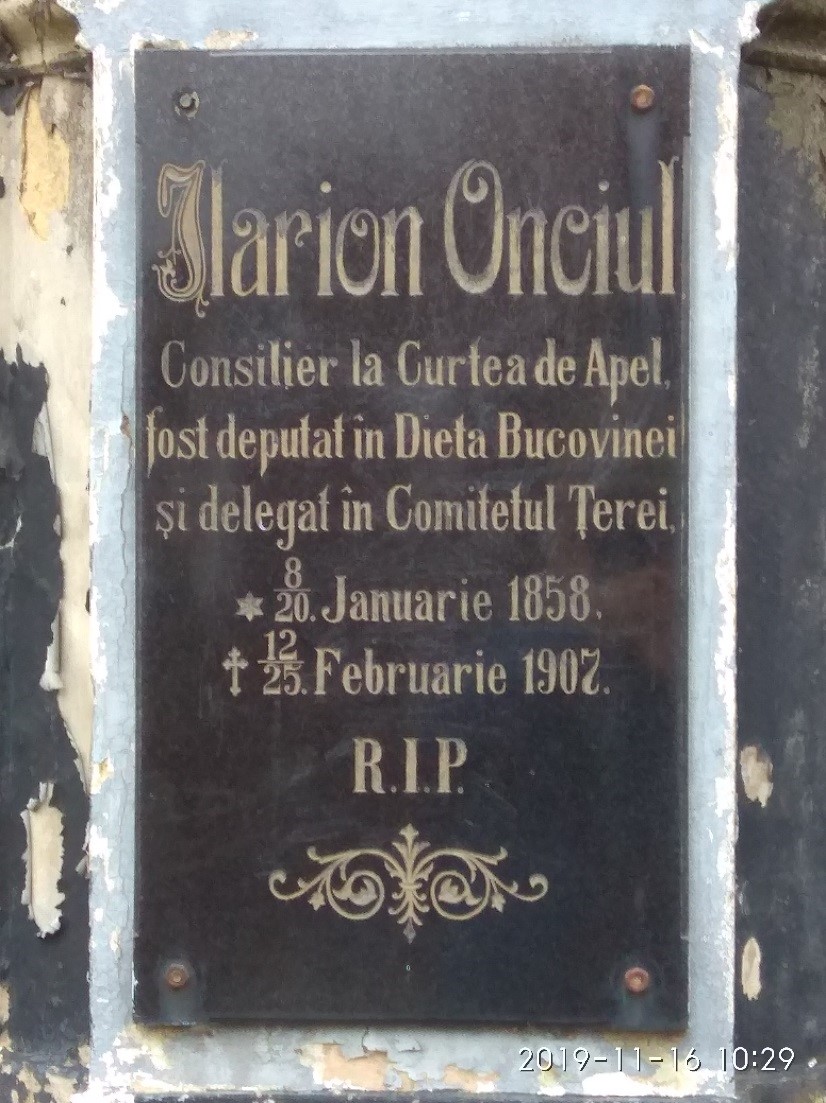 Ilarion Onciul
Consilier la Curtea de Apel,
fost deputat în Dieta Bucovinei
și delegat în Comitetul Țerei,
* 8/20. Januarie 1858.
† 12/25. Februarie 1907.
R.I.P.
2019-11-16 10:29